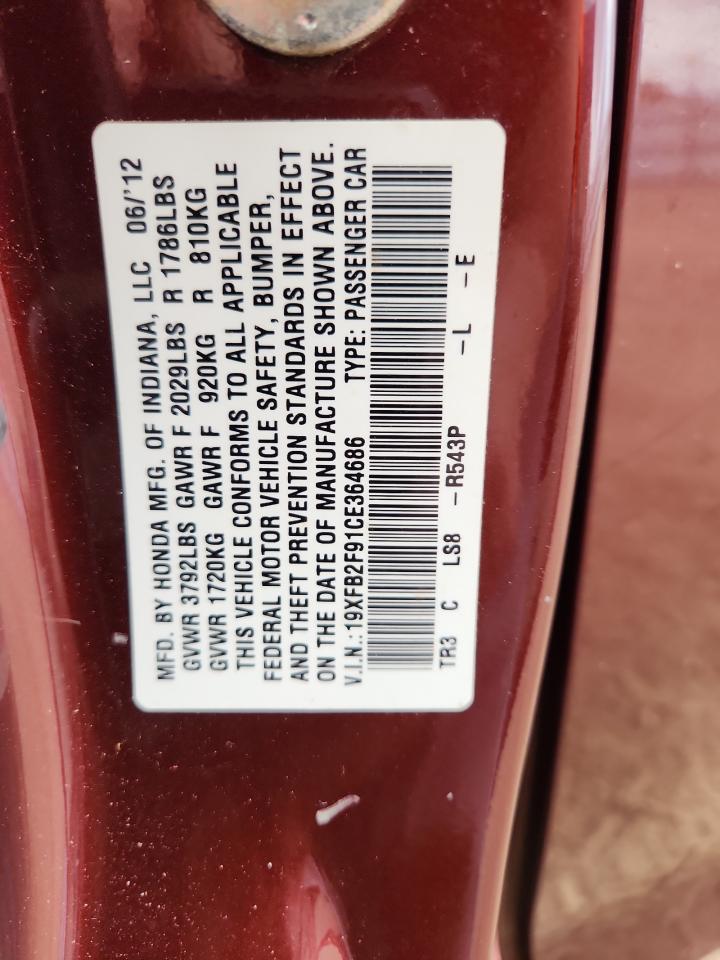 MFD. BY HONDA MFG. OF INDIANA, LLC 06/'12
GVWR 3792LBS GAWR F 2029LBS R 1786LBS
GVWR 1720KG GAWR F 920KG R 810KG
THIS VEHICLE CONFORMS TO ALL APPLICABLE
FEDERAL MOTOR VEHICLE SAFETY, BUMPER,
AND THEFT PREVENTION STANDARDS IN EFFECT
ON THE DATE OF MANUFACTURE SHOWN ABOVE.
V.I.N.:19XFB2F91CE364686 TYPE: PASSENGER CAR
TR3 C LS8 -R543P -L -E